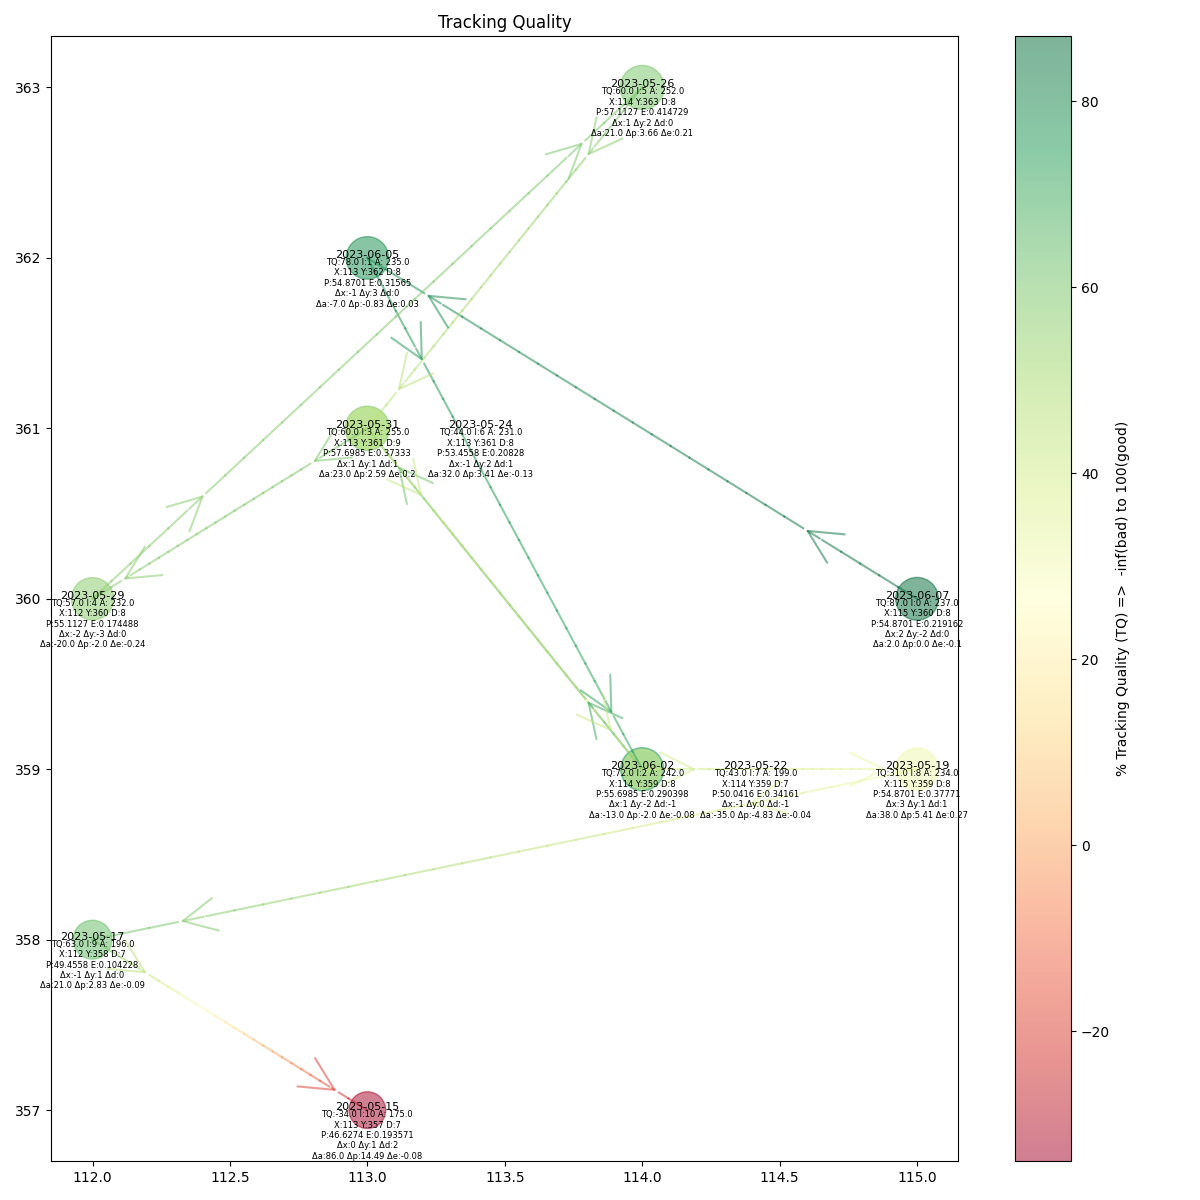 Tracking Quality
363
362
361
360
359
358
357
2023-05-26
TQ:60.0 I:5 A: 252.0
X:114 Y:363 D:8
P:57.1127 E:0.414729
Δx:1 Δy:2 Δd:0
Δa:21.0 Δp:3.66 Δe:0.21
2023-06-05
TQ:78.0 I:1 A: 235.0
X:113 Y:362 D:8
P:54.8701 E:0.31565
Δx:-1 Δy:3 Δd:0
Δa:-7.0 Δp:-0.83 Δe:0.03
2023-05-31
TQ:60.0 I:3 A: 255.0
X:113 Y:361 D:9
P:57.6985 E:0.37333
Δx:1 Δy:1 Δd:1
Δa:23.0 Δp:2.59 Δe:0.2
2023-05-24
TQ:44.0 I:6 A: 231.0
X:113 Y:361 D:8
P:53.4558 E:0.20828
Δx:-1 Δy:2 Δd:1
Δa:32.0 Δp:3.41 Δe:-0.13
2023-05-29
TQ:57.0 I:4 A: 232.0
X:112 Y:360 D:8
P:55.1127 E:0.174488
Δx:-2 Δy:-3 Δd:0
Δa:-20.0 Δp:-2.0 Δe:-0.24
2023-06-07
TQ:87.0 I:0 A: 237.0
X:115 Y:360 D:8
P:54.8701 E:0.219162
Δx:2 Δy:-2 Δd:0
Δa:2.0 Δp:0.0 Δe:-0.1
2023-06-02
TQ:72.0 I:2 A: 242.0
X:114 Y:359 D:8
P:55.6985 E:0.290398
Δx:1 Δy:-2 Δd:-1
Δa:-13.0 Δp:-2.0 Δe:-0.08
2023-05-22
TQ:43.0 I:7 A: 199.0
X:114 Y:359 D:7
P:50.0416 E:0.34161
Δx:-1 Δy:0 Δd:-1
Δa:-35.0 Δp:-4.83 Δe:-0.04
2023-05-19
TQ:31.0 I:8 A: 234.0
X:115 Y:359 D:8
P:54.8701 E:0.37771
Δx:3 Δy:1 Δd:1
Δa:38.0 Δp:5.41 Δe:0.27
2023-05-17
TQ:63.0 I:9 A: 196.0
X:112 Y:358 D:7
P:49.4558 E:0.104228
Δx:-1 Δy:1 Δd:0
Δa:21.0 Δp:2.83 Δe:-0.09
2023-05-15
TQ:-34.0 I:10 A: 175.0
X:113 Y:357 D:7
P:46.6274 E:0.193571
Δx:0 Δy:1 Δd:2
Δa:86.0 Δp:14.49 Δe:-0.08
112.0
112.5
113.0
113.5
114.0
114.5
115.0
80
60
40
20
0
−20
% Tracking Quality (TQ) => -inf(bad) to 100(good)